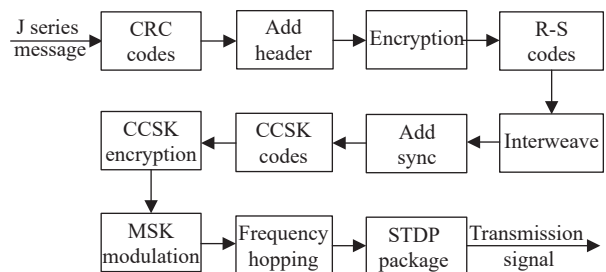 J series
message
CRC
codes
Add
header
Encryption
R-S
codes
CCSK
encryption
CCSK
codes
Add
sync
Interweave
MSK
modulation
Frequency
hopping
STDP
package
Transmission
signal